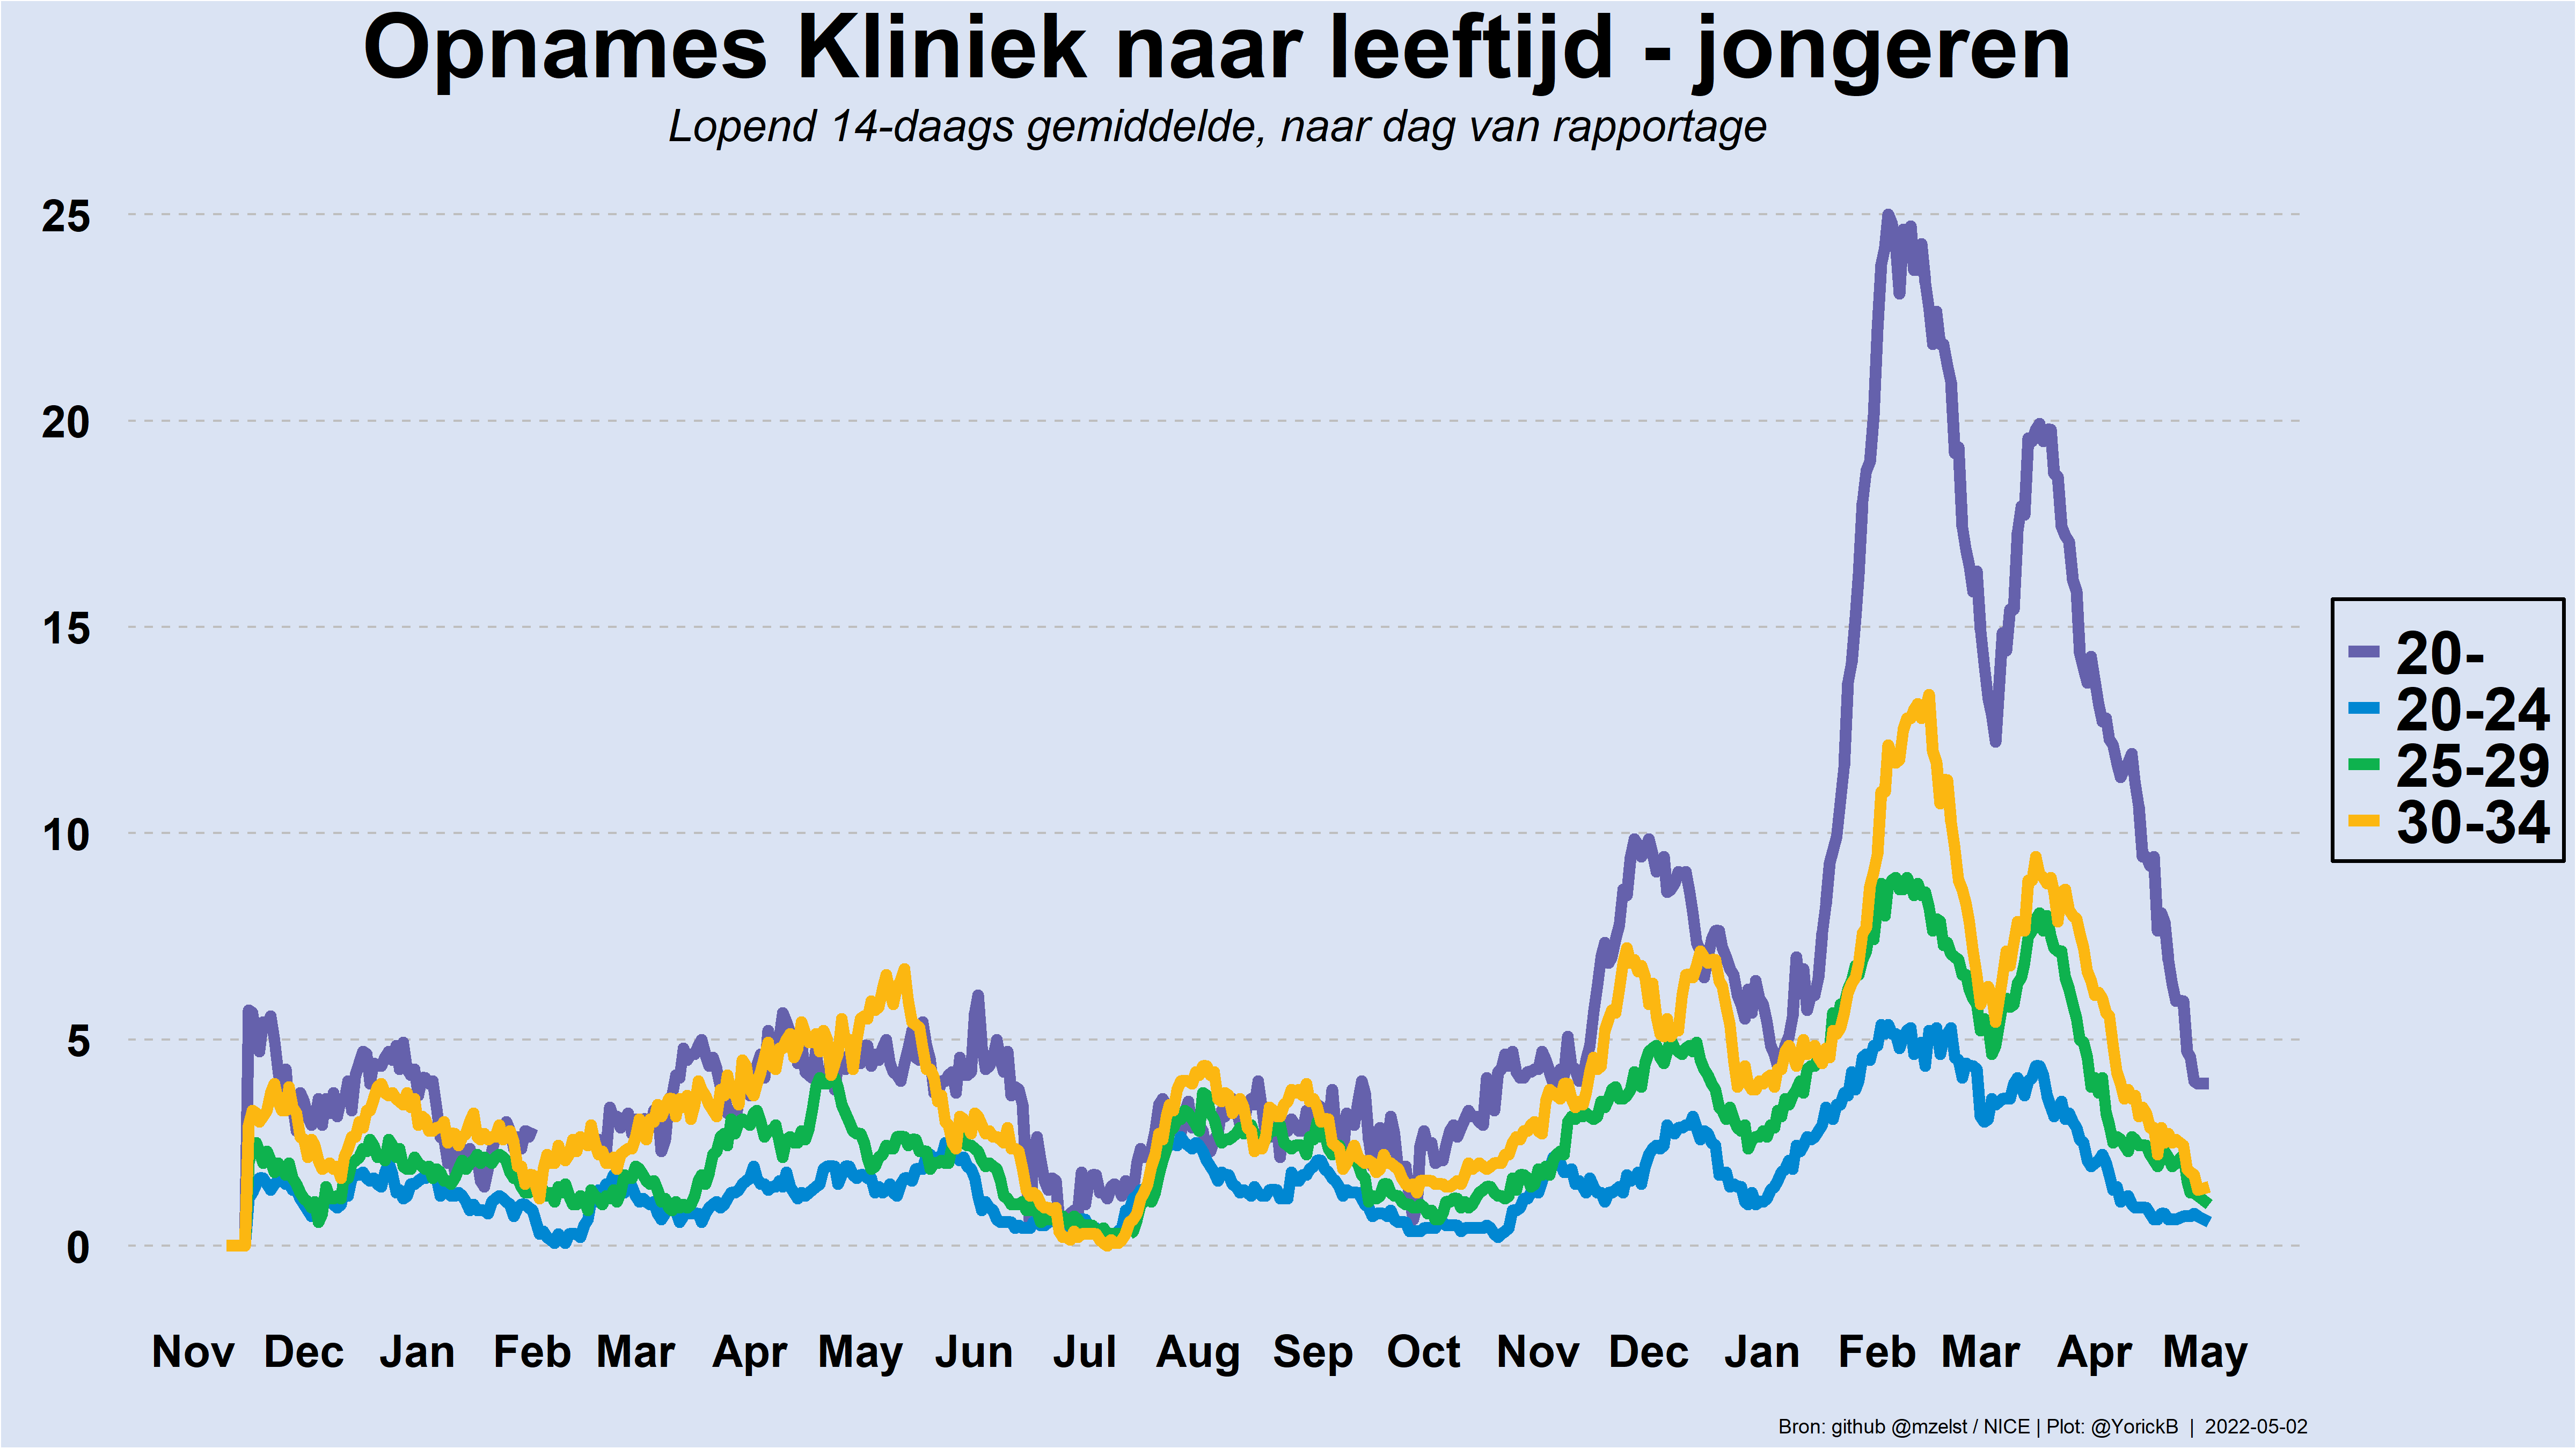 Opnames Kliniek naar leeftijd - jongeren
Lopend 14-daags gemiddelde, naar dag van rapportage
25
20
15
10
5
0
20-
20-24
25-29
30-34
Nov Dec Jan Feb Mar Apr May Jun Jul Aug Sep Oct Nov Dec Jan Feb Mar Apr May
Bron: github @mzelst / NICE | Plot: @YorickB | 2022-05-02